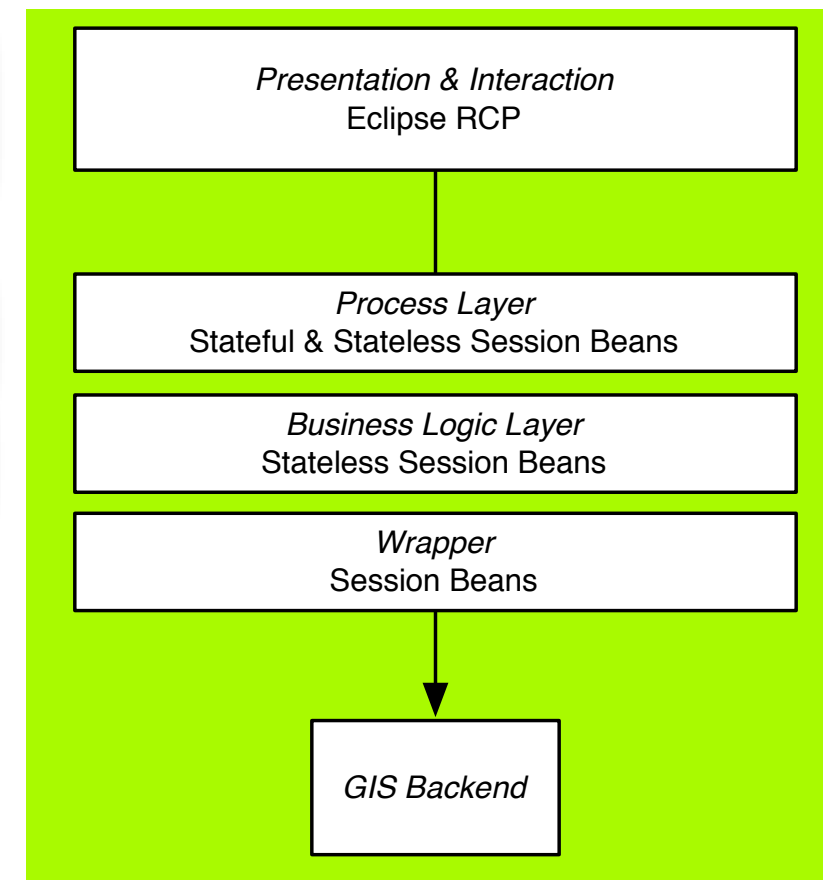 Presentation & Interaction
Eclipse RCP
Process Layer
Stateful & Stateless Session Beans
Business Logic Layer
Stateless Session Beans
Wrapper
Session Beans
GIS Backend